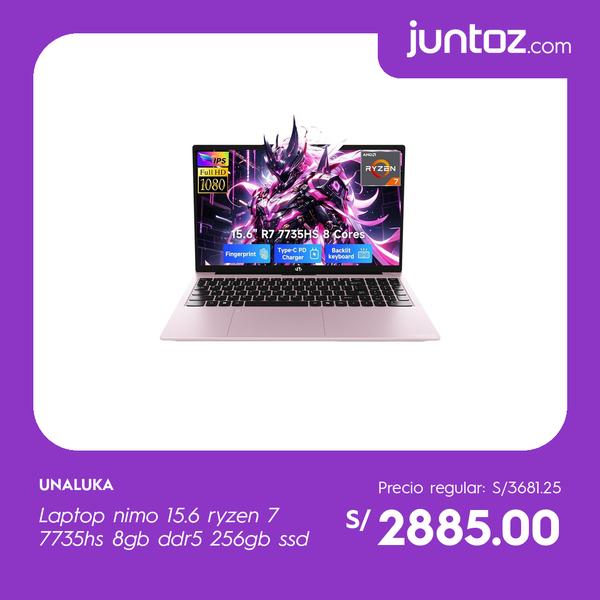 juntoz.com
IPS
Full HD
1080
AMD
RYZEN
7
15.6" R7 7735HS 8 Cores
Fingerprint
Type-C PD
Charger
Backlit
keyboard
UNALUKA
Laptop nimo 15.6 ryzen 7
7735hs 8gb ddr5 256gb ssd
Precio regular: S/3681.25
S/ 2885.00